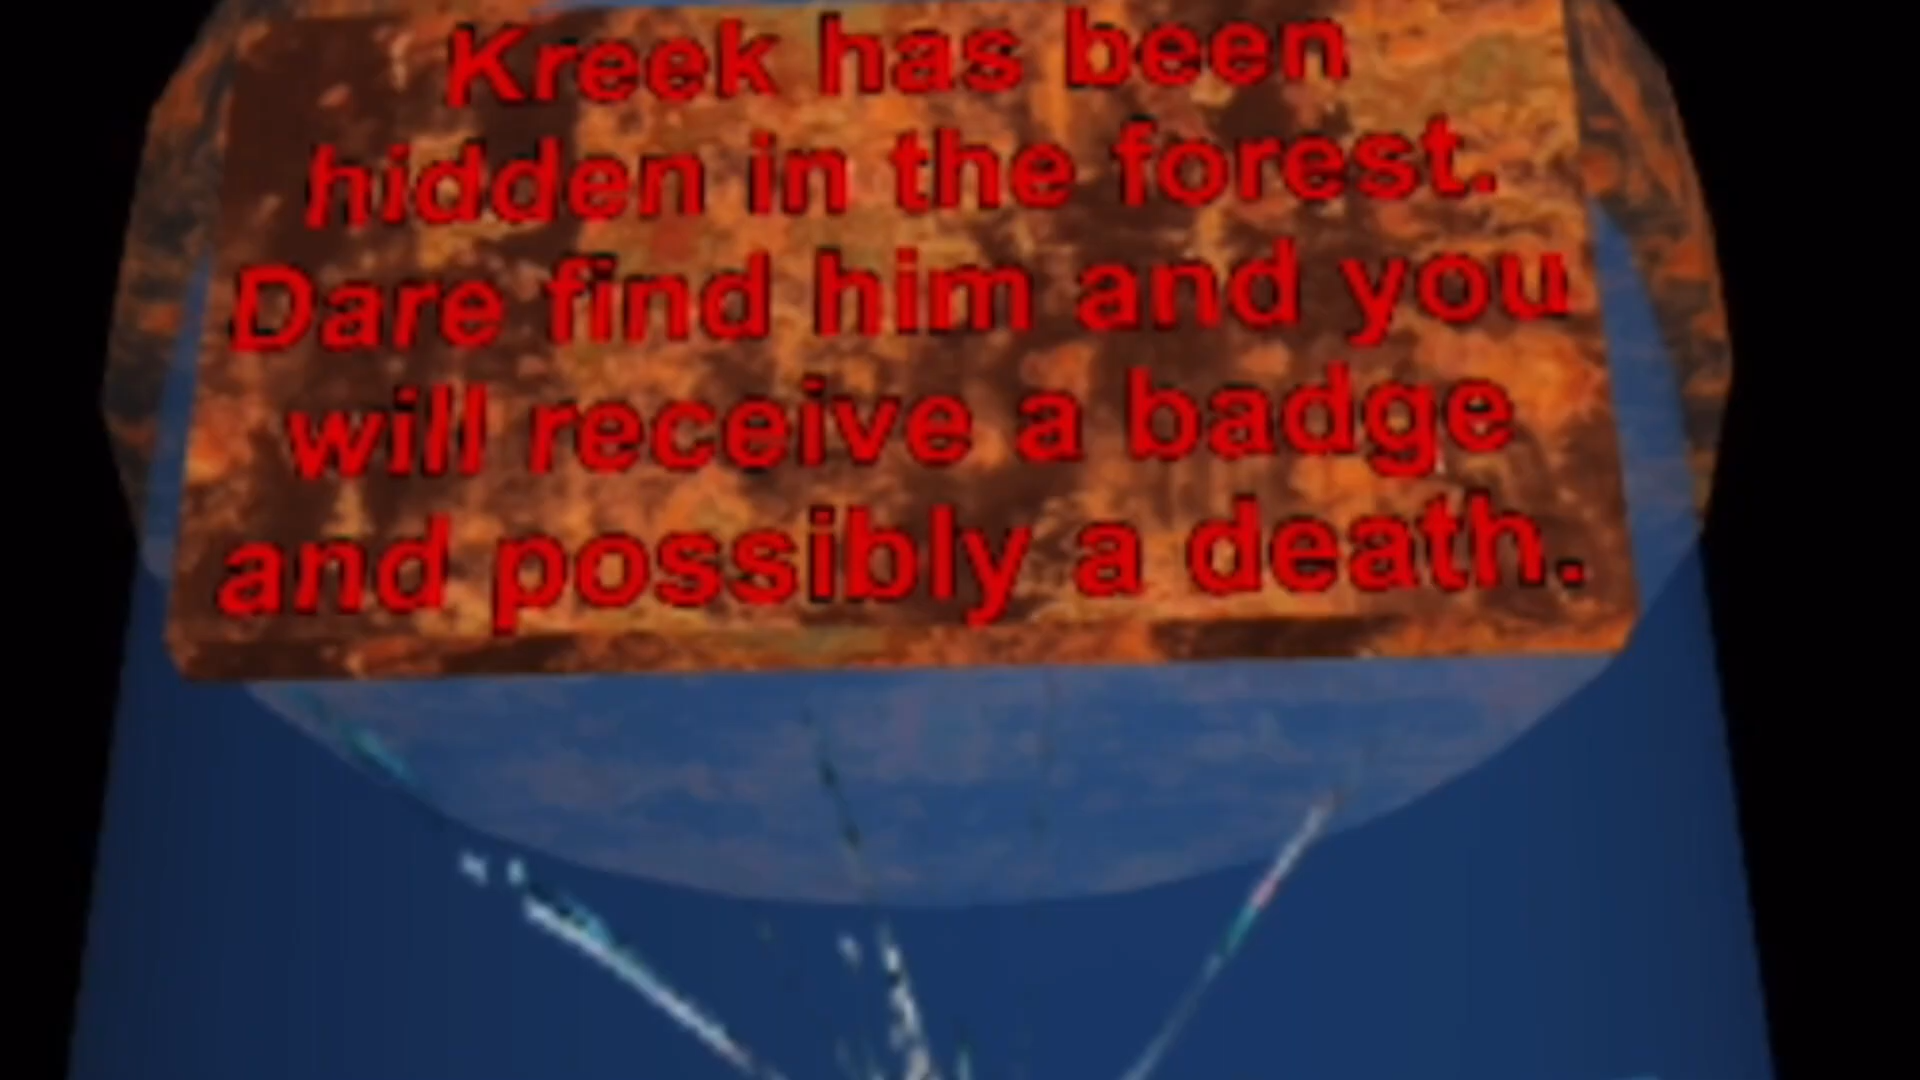 Kreek has been
hidden in the forest.
Dare find him and you
will receive a badge
and possibly a death.